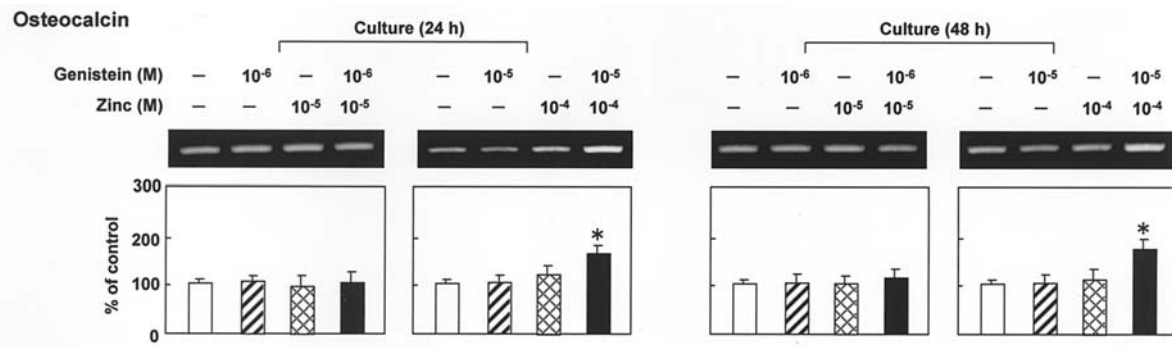 Osteocalcin
Culture (24 h) Culture (48 h)
Genistein (M) – 10⁻⁶ – 10⁻⁶ – 10⁻⁵ – 10⁻⁵ – 10⁻⁶ – 10⁻⁶ – 10⁻⁵ – 10⁻⁵
Zinc (M) – – 10⁻⁵ 10⁻⁵ – – 10⁻⁴ 10⁻⁴ – – 10⁻⁵ 10⁻⁵ – – 10⁻⁴ 10⁻⁴
300
200
100
0
% of control
* *